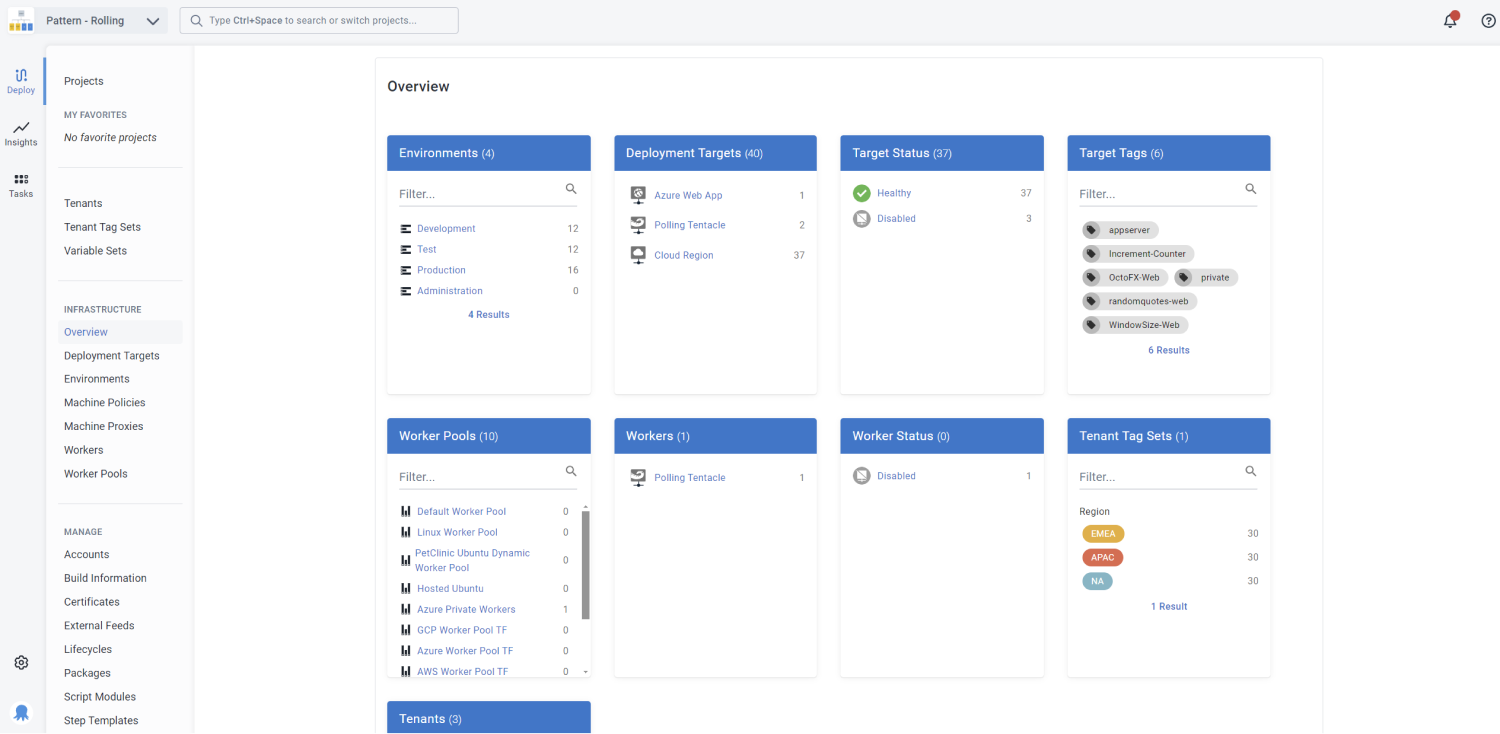 Pattern - Rolling
Type Ctrl+Space to search or switch projects...
Deploy
Insights
Tasks
Projects
MY FAVORITES
No favorite projects
Tenants
Tenant Tag Sets
Variable Sets
INFRASTRUCTURE
Overview
Deployment Targets
Environments
Machine Policies
Machine Proxies
Workers
Worker Pools
MANAGE
Accounts
Build Information
Certificates
External Feeds
Lifecycles
Packages
Script Modules
Step Templates
Overview
Environments (4)
Filter...
Development 12
Test 12
Production 16
Administration 0
4 Results
Deployment Targets (40)
Azure Web App 1
Polling Tentacle 2
Cloud Region 37
Target Status (37)
Healthy 37
Disabled 3
Target Tags (6)
Filter...
appserver
Increment-Counter
OctoFX-Web private
randomquotes-web
WindowSize-Web
6 Results
Worker Pools (10)
Filter...
Default Worker Pool 0
Linux Worker Pool 0
PetClinic Ubuntu Dynamic
Worker Pool 0
Hosted Ubuntu 0
Azure Private Workers 1
GCP Worker Pool TF 0
Azure Worker Pool TF 0
AWS Worker Pool TF 0
Workers (1)
Polling Tentacle 1
Worker Status (0)
Disabled 1
Tenant Tag Sets (1)
Filter...
Region
EMEA 30
APAC 30
NA 30
1 Result
Tenants (3)